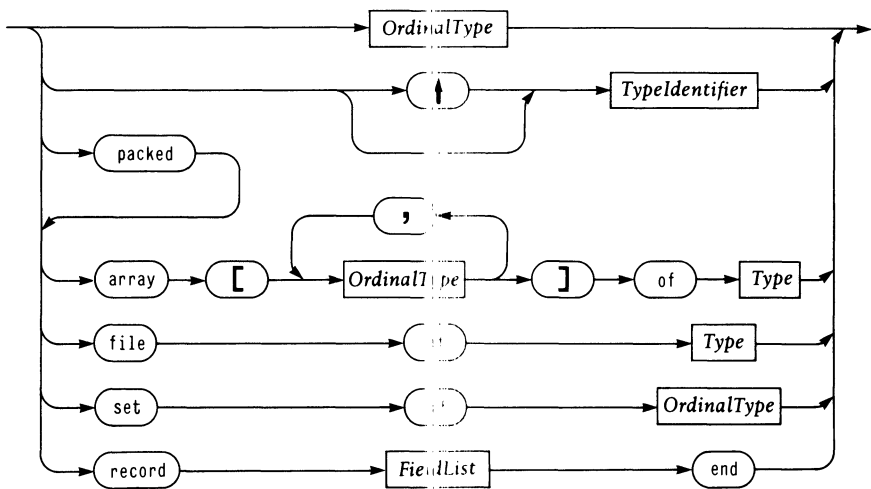 OrdinalType
↑ TypeIdentifier
packed
,
array [ OrdinalType ] of Type
file Type
set OrdinalType
record FieldList end